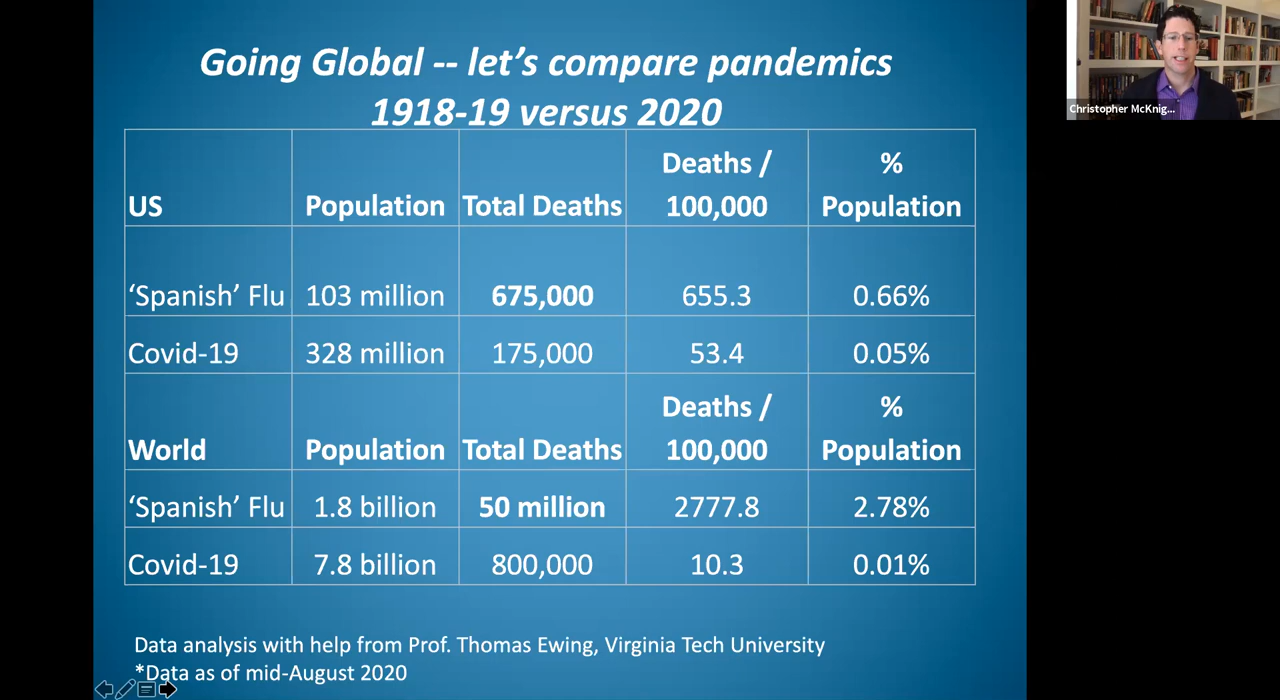 Going Global -- let’s compare pandemics
1918-19 versus 2020
US Population Total Deaths Deaths / 100,000 % Population
‘Spanish’ Flu 103 million 675,000 655.3 0.66%
Covid-19 328 million 175,000 53.4 0.05%
World Population Total Deaths Deaths / 100,000 % Population
‘Spanish’ Flu 1.8 billion 50 million 2777.8 2.78%
Covid-19 7.8 billion 800,000 10.3 0.01%
Data analysis with help from Prof. Thomas Ewing, Virginia Tech University
*Data as of mid-August 2020
Christopher McKnig...